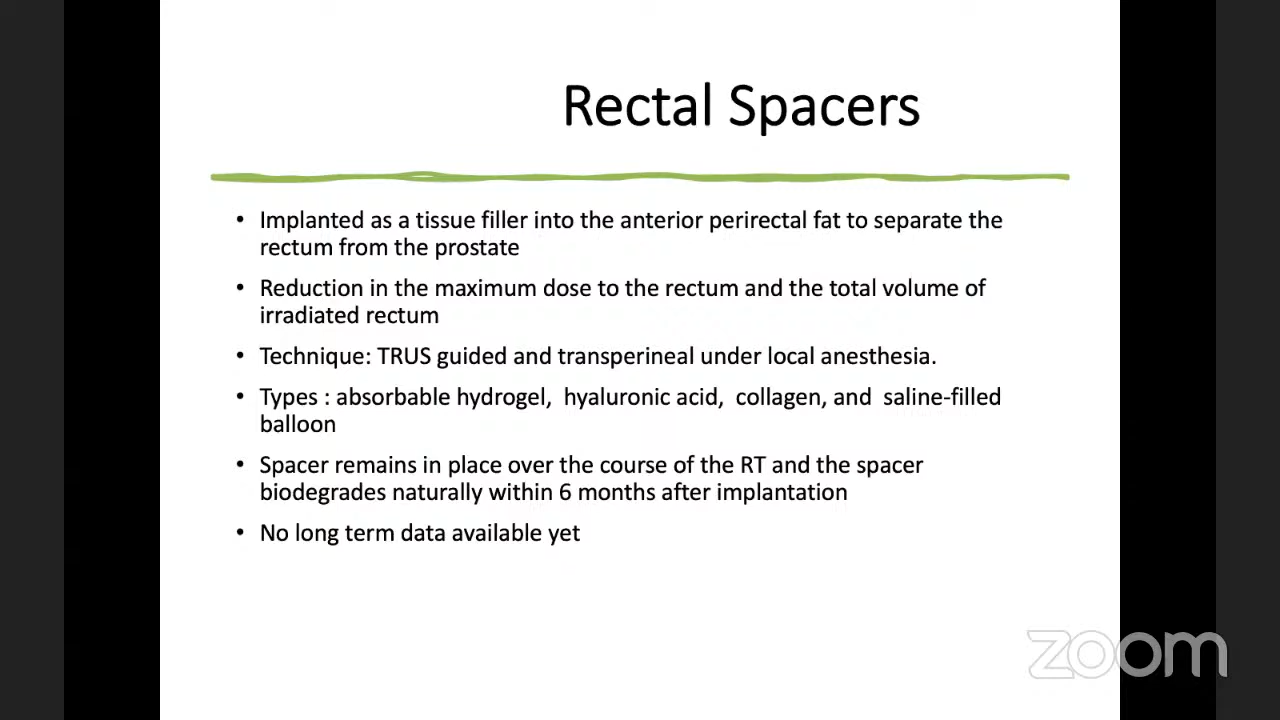 Rectal Spacers
• Implanted as a tissue filler into the anterior perirectal fat to separate the
rectum from the prostate
• Reduction in the maximum dose to the rectum and the total volume of
irradiated rectum
• Technique: TRUS guided and transperineal under local anesthesia.
• Types : absorbable hydrogel,  hyaluronic acid,  collagen, and  saline-filled
balloon
• Spacer remains in place over the course of the RT and the spacer
biodegrades naturally within 6 months after implantation
• No long term data available yet
zoom